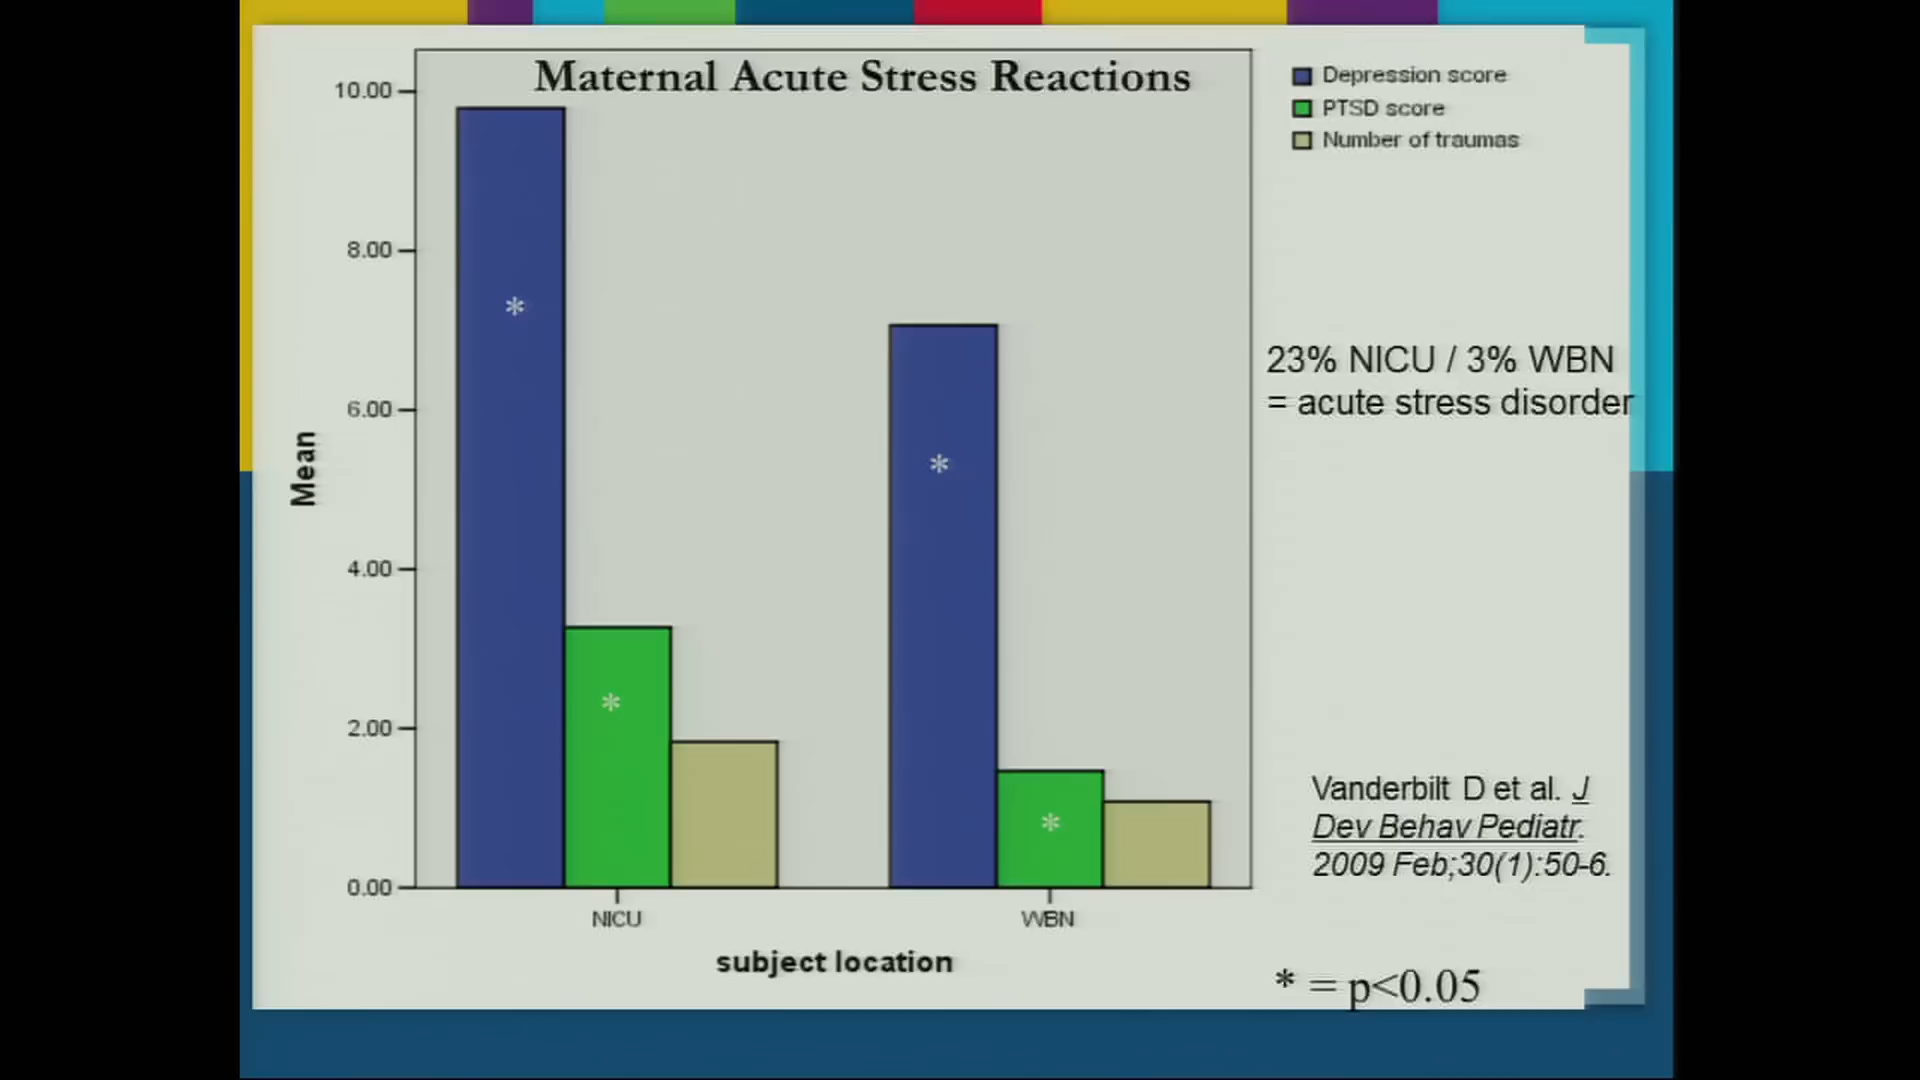 Maternal Acute Stress Reactions
Depression score
PTSD score
Number of traumas
10.00
8.00
6.00
4.00
2.00
0.00
Mean
*
*
*
*
NICU
WBN
subject location
23% NICU / 3% WBN
= acute stress disorder
Vanderbilt D et al. J
Dev Behav Pediatr.
2009 Feb;30(1):50-6.
* = p<0.05